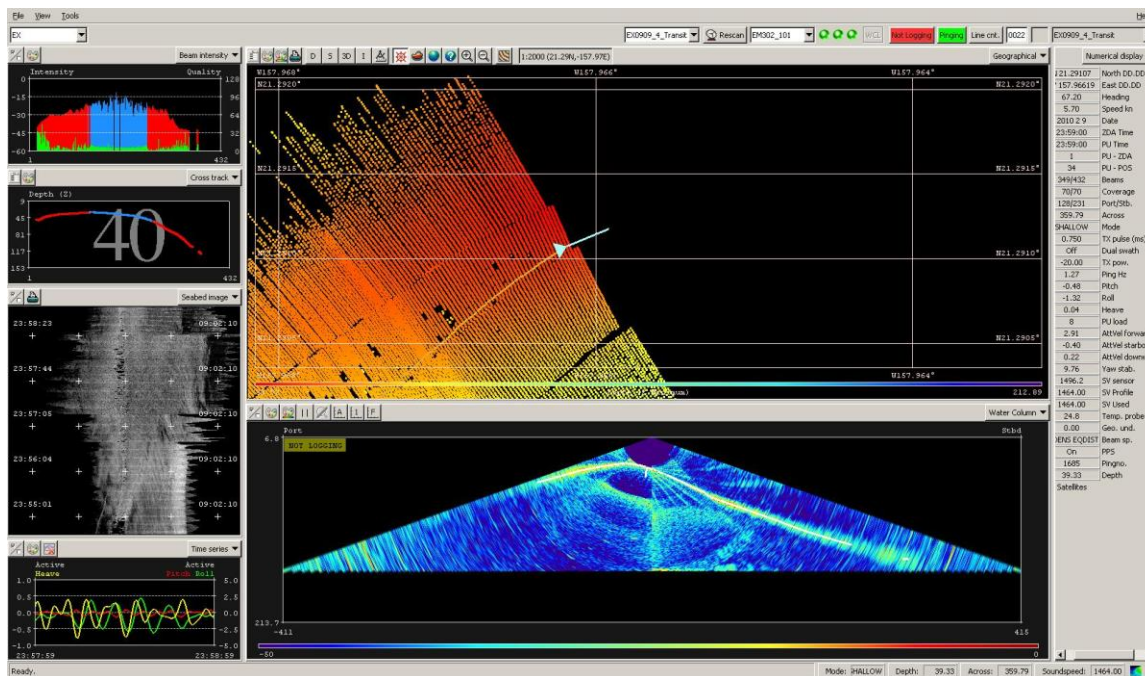 File View Tools He
EX EX0909_4_Transit Rescan EM302_101 WCL Not Logging Pinging Line cnt. 0022 EX0909_4_Transit
Beam intensity
Intensity Quality
0 128
-15 96
-30 64
-45 32
-60 0
1 432
Cross track
Depth (Z)
9
45
81
117
153
40
1 432
Seabed image
23:58:23 -09:02:10
23:57:44 -09:02:10
23:57:05 -09:02:10
23:56:04 09:02:10
23:55:01 09:02:10
Time series
Active Active
Heave Pitch Roll
1.0 5.0
0.5 2.5
0.0 0.0
-0.5 -2.5
-1.0 -5.0
23:57:59 23:58:59
D S 3D I 1:2000 (21.29N,-157.97E) Geographical
W157.968° W157.966° W157.964°
N21.2920° N21.2920°
N21.2915° N21.2915°
N21.2910°
N21.2905°
W157.964°
212.89
A 1 F Water Column
Port Stbd
6.8
NOT LOGGING
213.7
-411 415
-50 0
Numerical display
21.29107 North DD.DD
157.96619 East DD.DD
67.20 Heading
5.70 Speed kn
2010 2 9 Date
23:59:00 ZDA Time
23:59:00 PU Time
1 PU - ZDA
34 PU - POS
349/432 Beams
70/70 Coverage
128/231 Port/Stb.
359.79 Across
SHALLOW Mode
0.750 TX pulse (ms)
Off Dual swath
-20.00 TX pow.
1.27 Ping Hz
-0.48 Pitch
-1.32 Roll
0.04 Heave
8 PU load
2.91 AttVel forwar
-0.40 AttVel starbo
0.22 AttVel downw
9.76 Yaw stab.
1496.2 SV sensor
1464.00 SV Profile
1464.00 SV Used
24.8 Temp. probe
0.00 Geo. und.
DENS EQDIST Beam sp.
On PPS
1685 Pingno.
39.33 Depth
Satellites
Ready. Mode: SHALLOW Depth: 39.33 Across: 359.79 Soundspeed: 1464.00